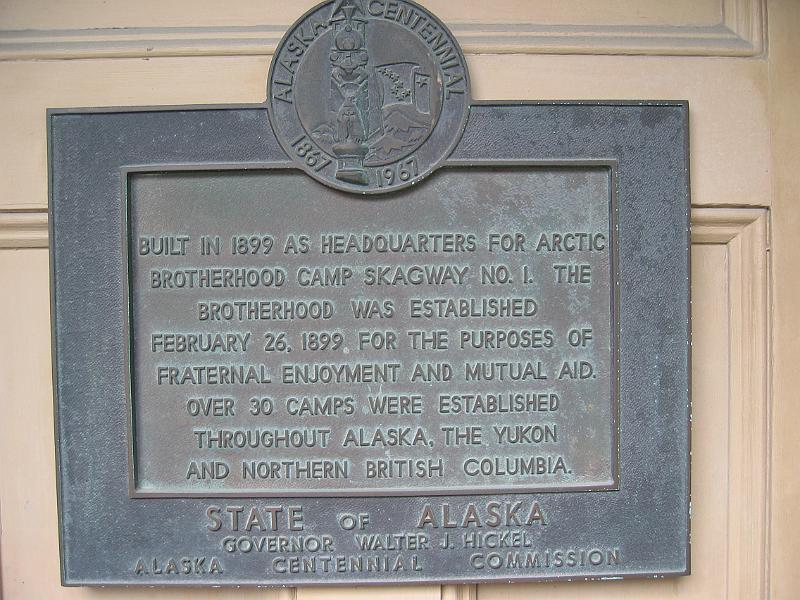 ALASKA CENTENNIAL
1867 1967
BUILT IN 1899 AS HEADQUARTERS FOR ARCTIC
BROTHERHOOD CAMP SKAGWAY NO. 1. THE
BROTHERHOOD WAS ESTABLISHED
FEBRUARY 26, 1899 FOR THE PURPOSES OF
FRATERNAL ENJOYMENT AND MUTUAL AID.
OVER 30 CAMPS WERE ESTABLISHED
THROUGHOUT ALASKA, THE YUKON
AND NORTHERN BRITISH COLUMBIA.
STATE OF ALASKA
GOVERNOR WALTER J. HICKEL
ALASKA CENTENNIAL COMMISSION